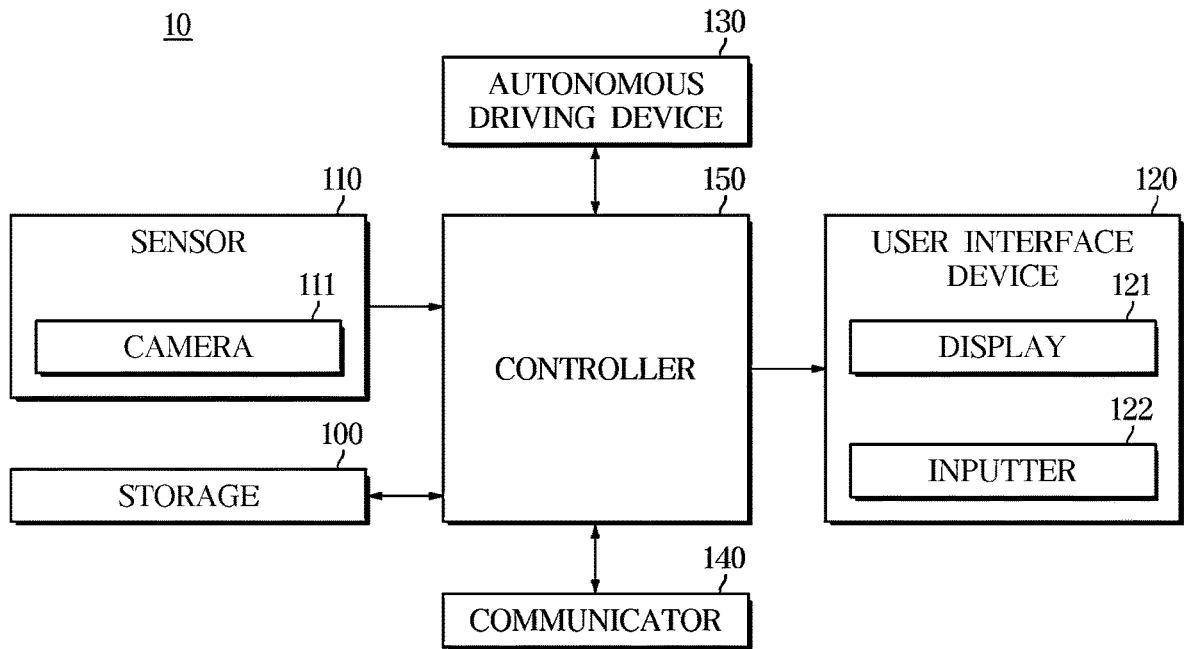 10
130
AUTONOMOUS
DRIVING DEVICE
110
150
120
SENSOR
USER INTERFACE
DEVICE
111
121
CAMERA
CONTROLLER
DISPLAY
100
122
STORAGE
INPUTTER
140
COMMUNICATOR